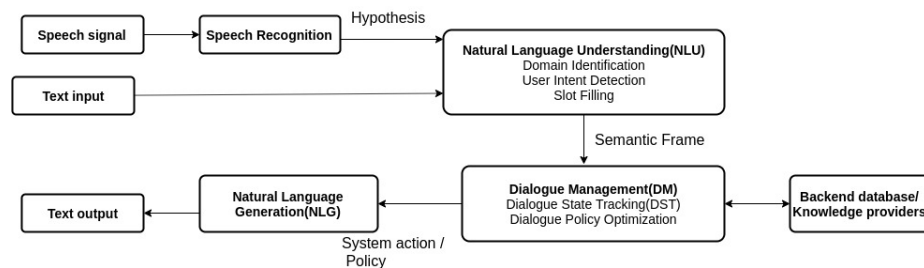 Hypothesis
Speech signal
Speech Recognition
Natural Language Understanding(NLU)
Domain Identification
User Intent Detection
Slot Filling
Text input
Semantic Frame
Dialogue Management(DM)
Dialogue State Tracking(DST)
Dialogue Policy Optimization
Backend database/
Knowledge providers
Natural Language
Generation(NLG)
Text output
System action /
Policy